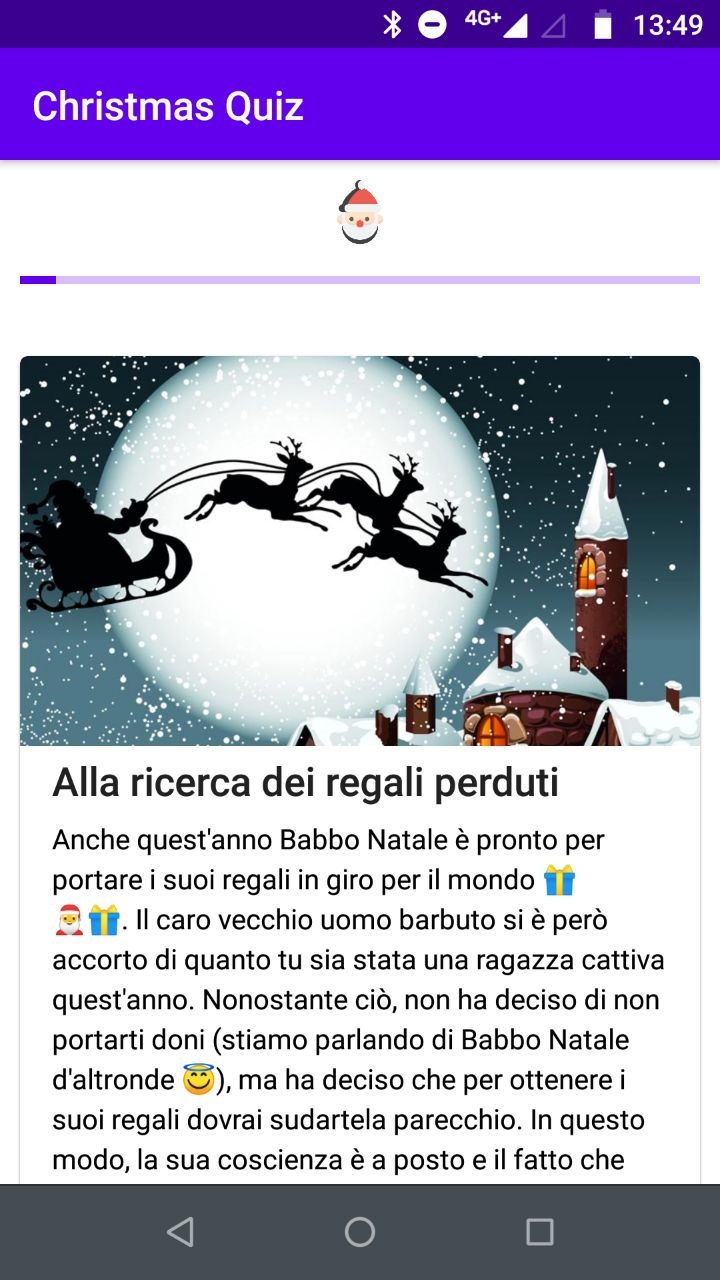 4G+ 13:49
Christmas Quiz
Alla ricerca dei regali perduti
Anche quest'anno Babbo Natale è pronto per
portare i suoi regali in giro per il mondo 🎁
🎅🎁. Il caro vecchio uomo barbuto si è però
accorto di quanto tu sia stata una ragazza cattiva
quest'anno. Nonostante ciò, non ha deciso di non
portarti doni (stiamo parlando di Babbo Natale
d'altronde 😇), ma ha deciso che per ottenere i
suoi regali dovrai sudartela parecchio. In questo
modo, la sua coscienza è a posto e il fatto che